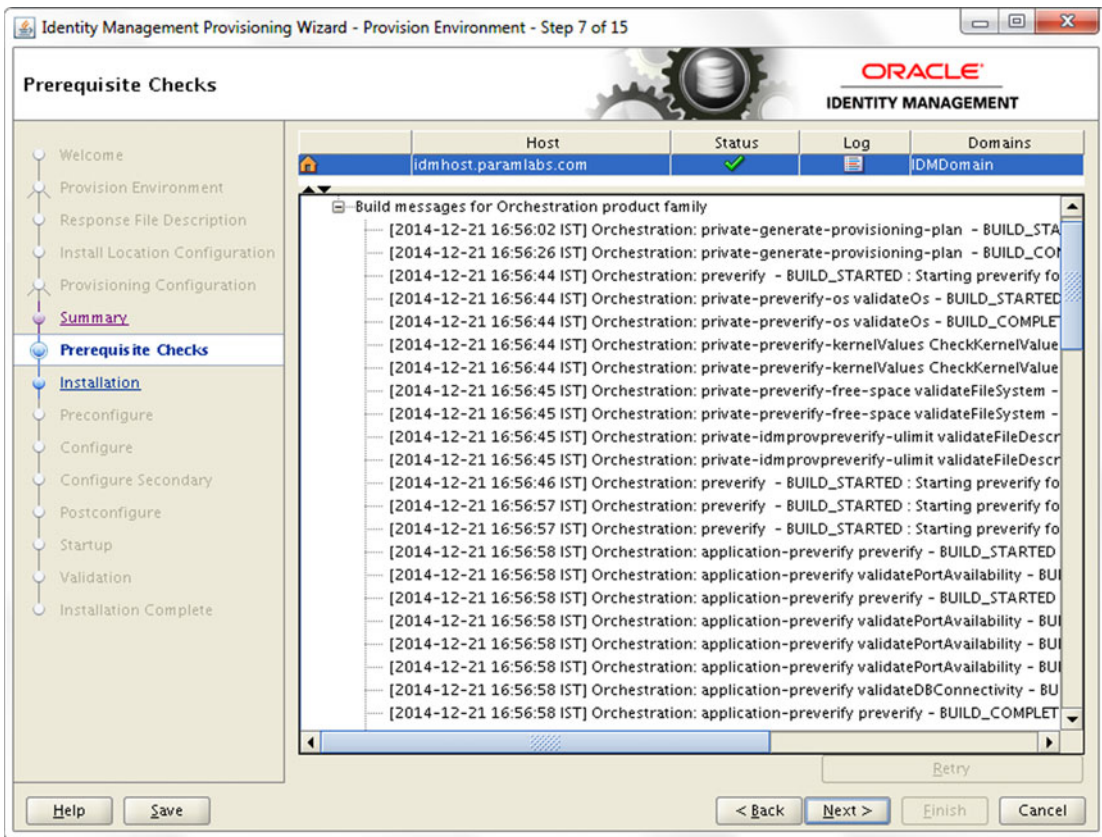 Identity Management Provisioning Wizard - Provision Environment - Step 7 of 15
Prerequisite Checks
ORACLE
IDENTITY MANAGEMENT
Welcome
Provision Environment
Response File Description
Install Location Configuration
Provisioning Configuration
Summary
Prerequisite Checks
Installation
Preconfigure
Configure
Configure Secondary
Postconfigure
Startup
Validation
Installation Complete
Host Status Log Domains
idmhost.paramlabs.com IDMDomain
Build messages for Orchestration product family
[2014-12-21 16:56:02 IST] Orchestration: private-generate-provisioning-plan - BUILD_STA
[2014-12-21 16:56:26 IST] Orchestration: private-generate-provisioning-plan - BUILD_COM
[2014-12-21 16:56:44 IST] Orchestration: preverify - BUILD_STARTED : Starting preverify fo
[2014-12-21 16:56:44 IST] Orchestration: private-preverify-os validateOs - BUILD_STARTED
[2014-12-21 16:56:44 IST] Orchestration: private-preverify-os validateOs - BUILD_COMPLET
[2014-12-21 16:56:44 IST] Orchestration: private-preverify-kernelValues CheckKernelValue
[2014-12-21 16:56:44 IST] Orchestration: private-preverify-kernelValues CheckKernelValue
[2014-12-21 16:56:45 IST] Orchestration: private-preverify-free-space validateFileSystem -
[2014-12-21 16:56:45 IST] Orchestration: private-preverify-free-space validateFileSystem -
[2014-12-21 16:56:45 IST] Orchestration: private-idmprovpreverify-ulimit validateFileDescr
[2014-12-21 16:56:45 IST] Orchestration: private-idmprovpreverify-ulimit validateFileDescr
[2014-12-21 16:56:46 IST] Orchestration: preverify - BUILD_STARTED : Starting preverify fo
[2014-12-21 16:56:57 IST] Orchestration: preverify - BUILD_STARTED : Starting preverify fo
[2014-12-21 16:56:57 IST] Orchestration: preverify - BUILD_STARTED : Starting preverify fo
[2014-12-21 16:56:58 IST] Orchestration: application-preverify preverify - BUILD_STARTED
[2014-12-21 16:56:58 IST] Orchestration: application-preverify validatePortAvailability - BUI
[2014-12-21 16:56:58 IST] Orchestration: application-preverify preverify - BUILD_STARTED
[2014-12-21 16:56:58 IST] Orchestration: application-preverify validatePortAvailability - BUI
[2014-12-21 16:56:58 IST] Orchestration: application-preverify validatePortAvailability - BUI
[2014-12-21 16:56:58 IST] Orchestration: application-preverify validatePortAvailability - BUI
[2014-12-21 16:56:58 IST] Orchestration: application-preverify validateDBConnectivity - BU
[2014-12-21 16:56:58 IST] Orchestration: application-preverify preverify - BUILD_COMPLET
Retry
Help Save < Back Next > Finish Cancel